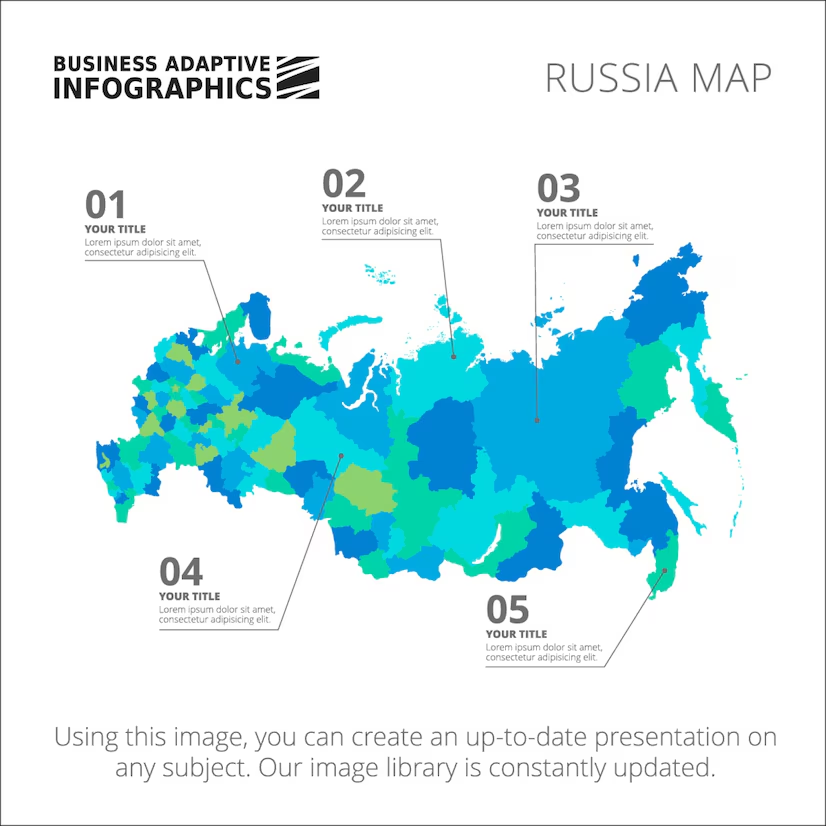 BUSINESS ADAPTIVE
INFOGRAPHICS
RUSSIA MAP
01
YOUR TITLE
Lorem ipsum dolor sit amet,
consectetur adipisicing elit.
02
YOUR TITLE
Lorem ipsum dolor sit amet,
consectetur adipisicing elit.
03
YOUR TITLE
Lorem ipsum dolor sit amet,
consectetur adipisicing elit.
04
YOUR TITLE
Lorem ipsum dolor sit amet,
consectetur adipisicing elit.
05
YOUR TITLE
Lorem ipsum dolor sit amet,
consectetur adipisicing elit.
Using this image, you can create an up-to-date presentation on
any subject. Our image library is constantly updated.